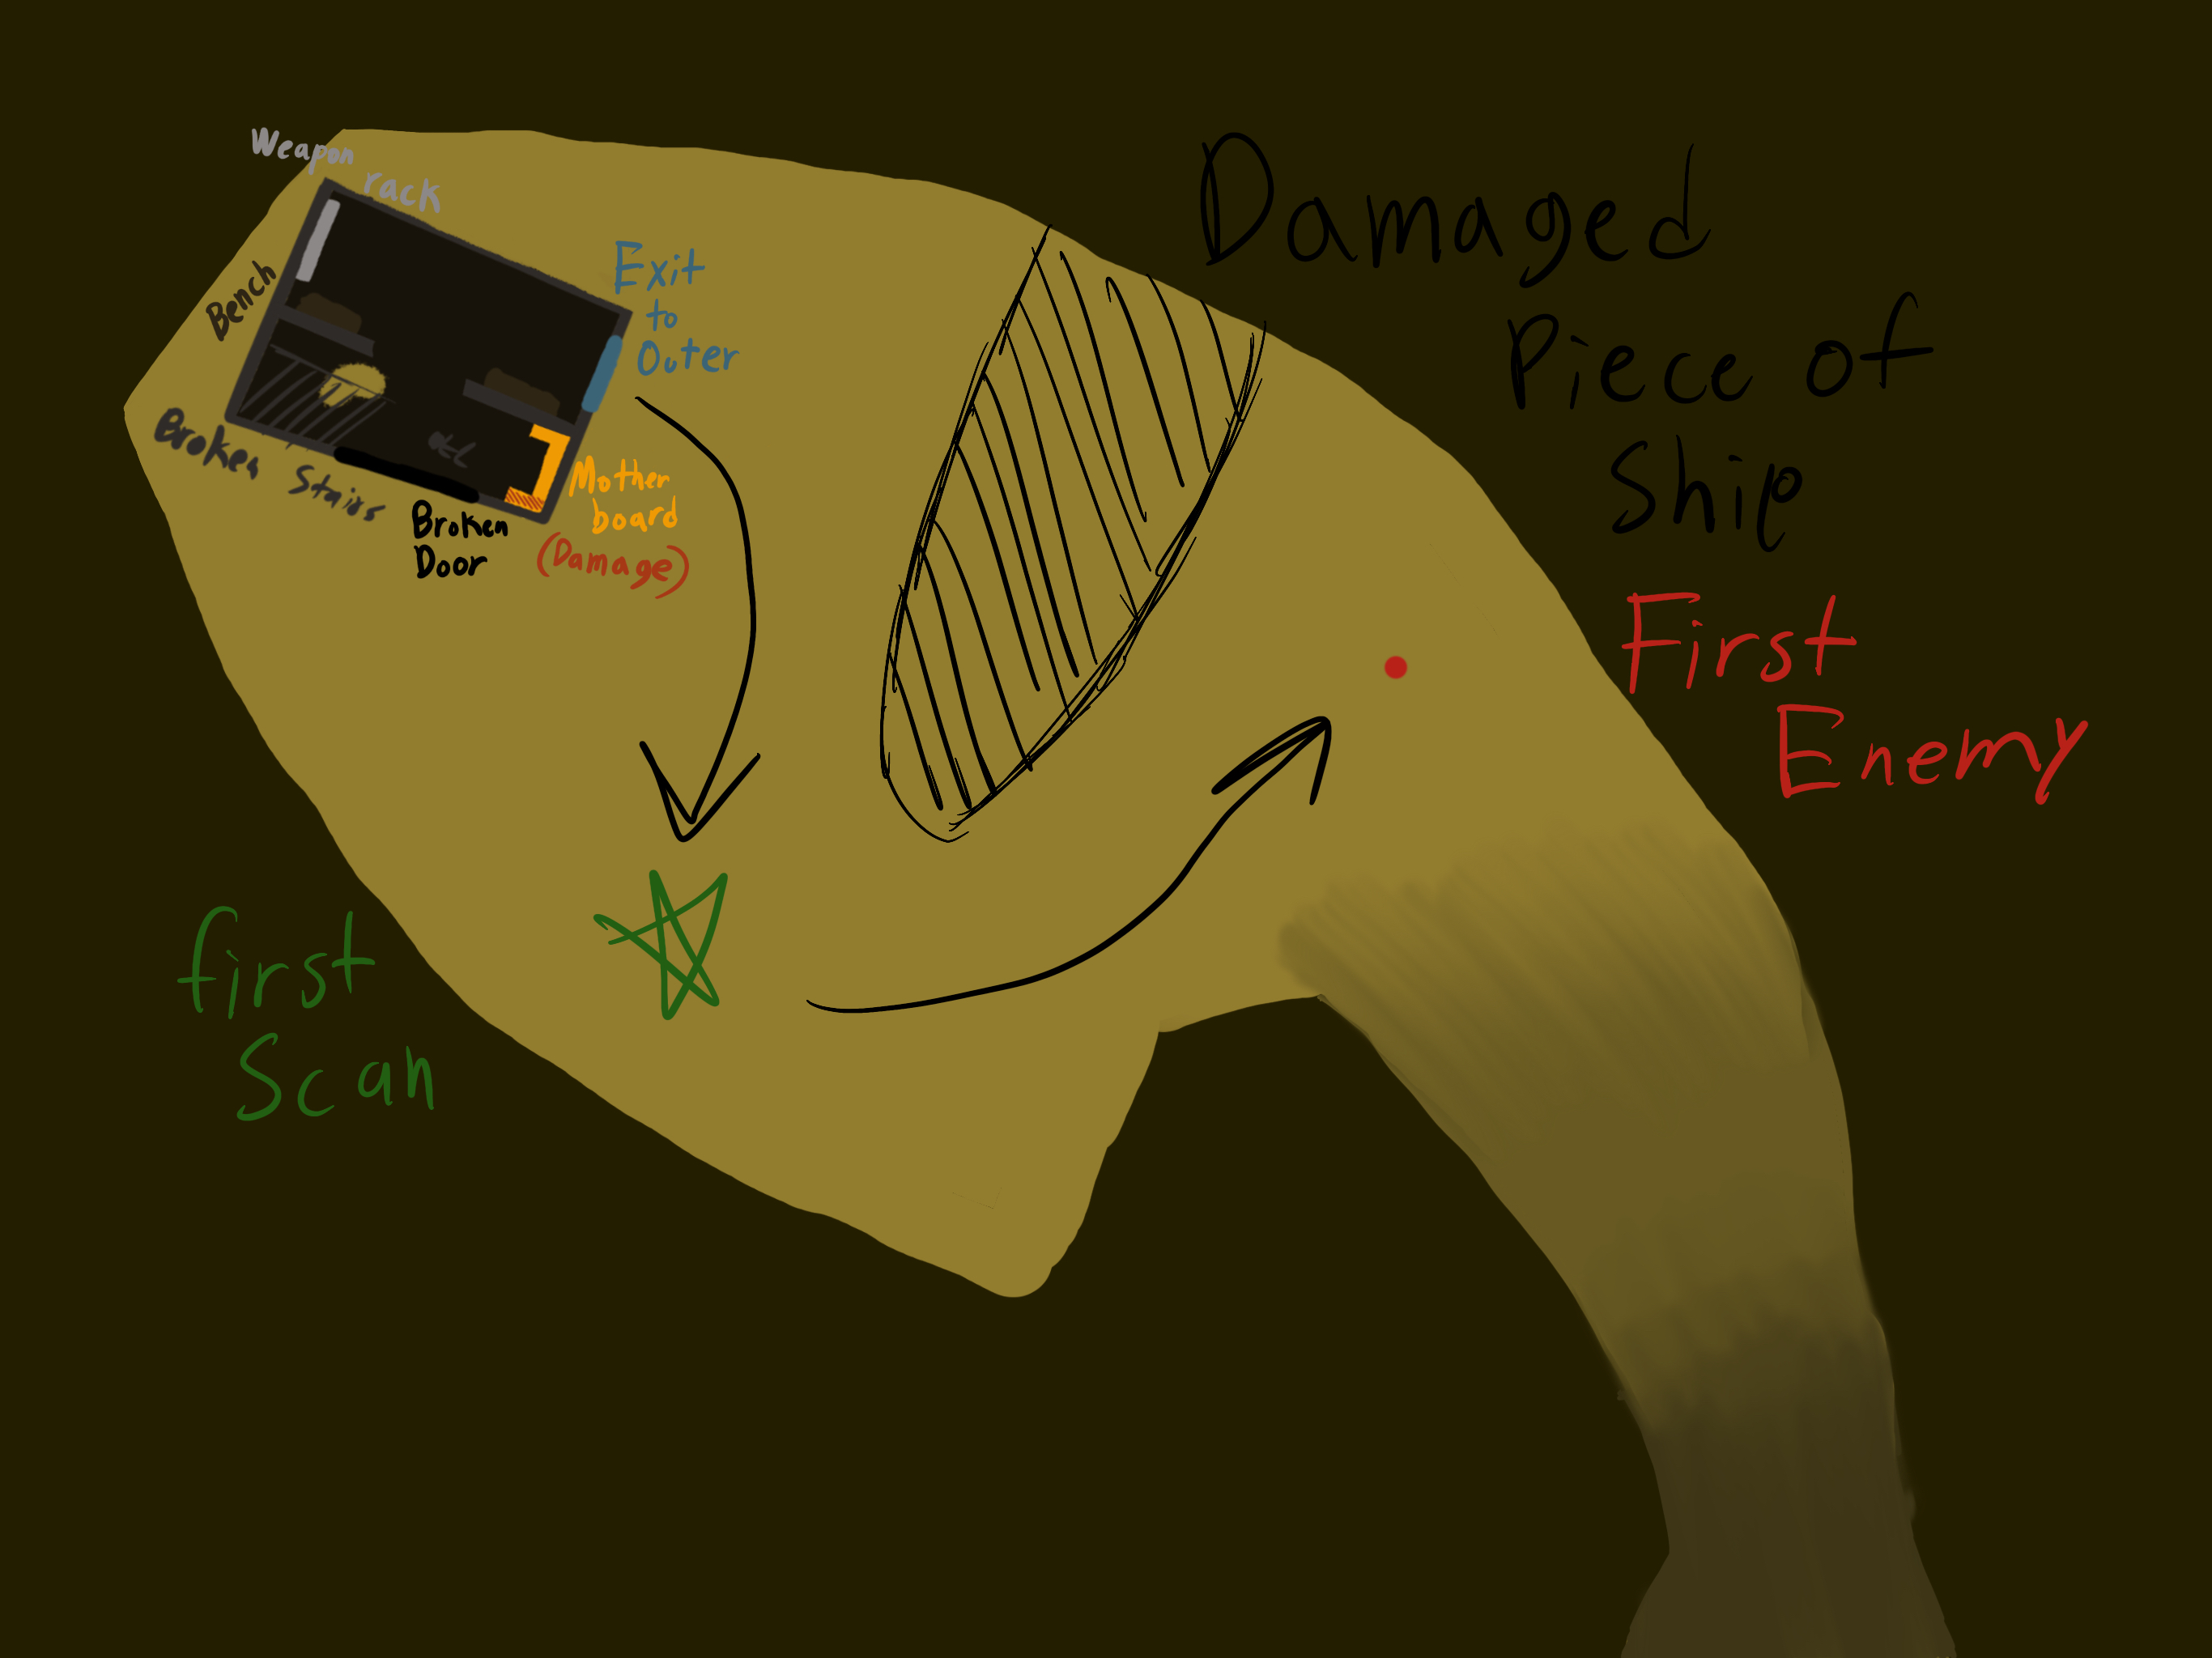 Weapon
rack
Bench
Exit
to
Outer
Broken Stairs
Broken
Door
Mother
board
(Damage)
Damaged
Piece of
Ship
First
Enemy
first
Scan